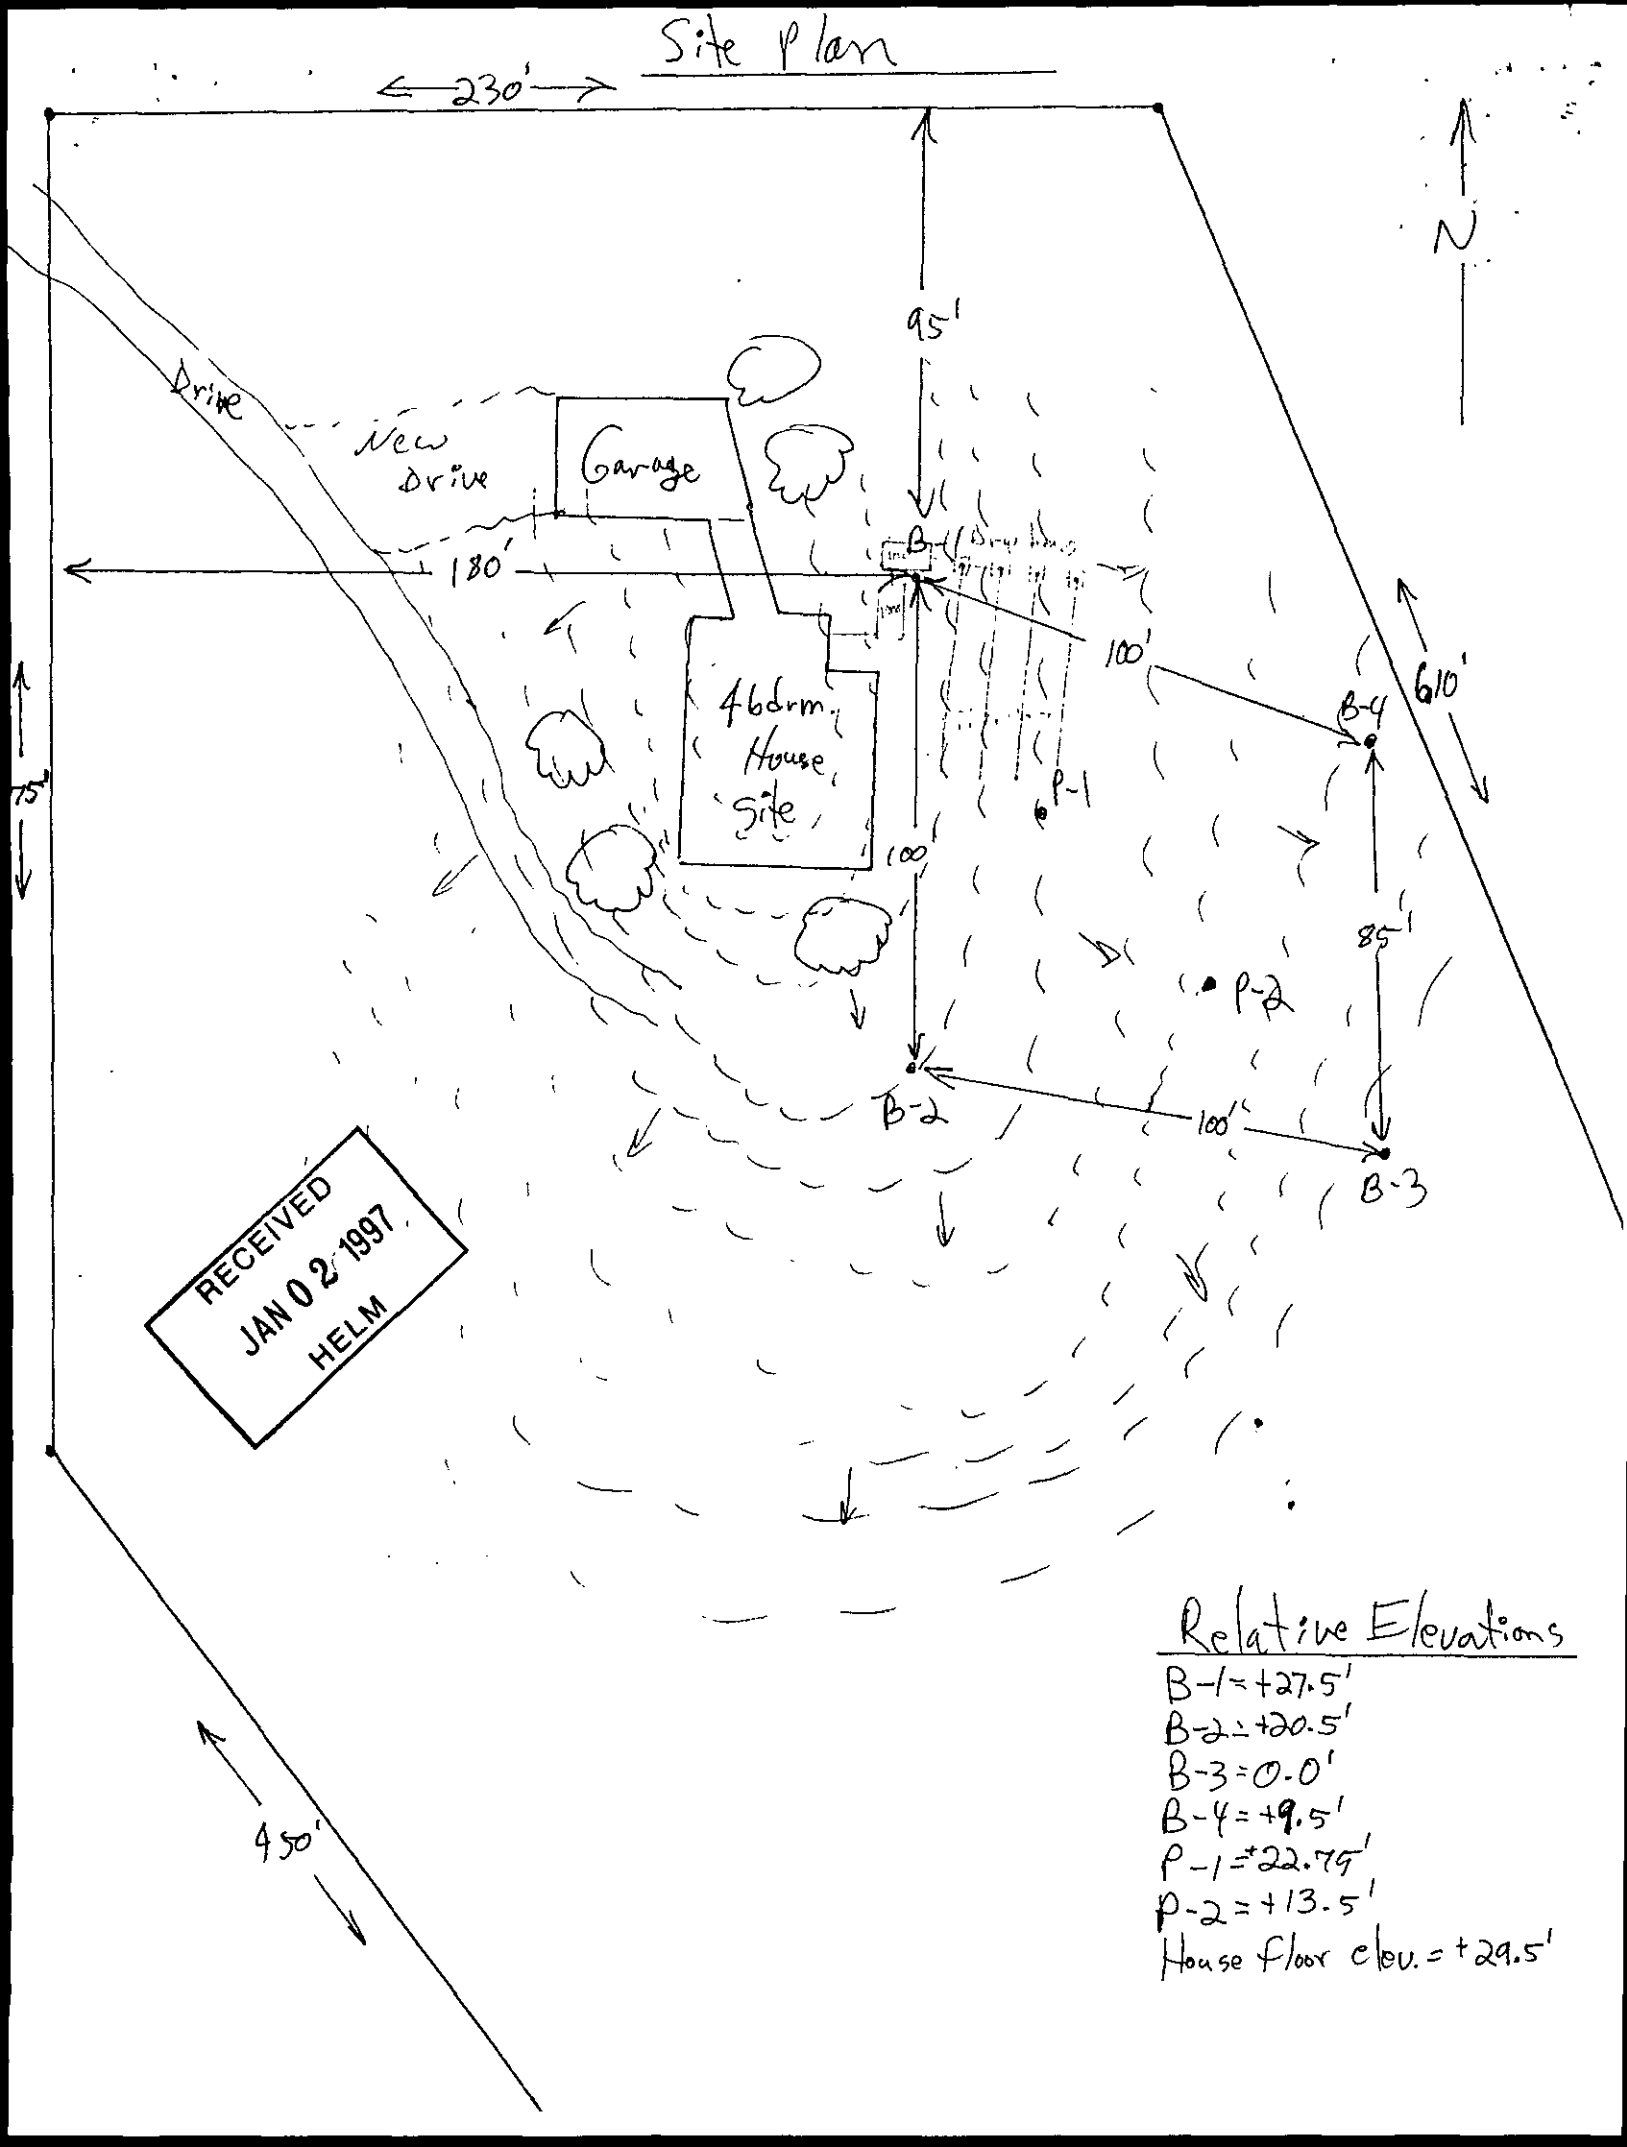 Site Plan
230'
N
95'
Drive
New
Drive
Garage
B-1
180'
100'
610'
B-4
4 bdrm.
House
Site
P-1
75'
100'
85'
P-2
B-2
100'
B-3
RECEIVED
JAN 02 1997
HELM
Relative Elevations
B-1=+27.5'
B-2=+20.5'
B-3=0.0'
B-4=+9.5'
P-1=+22.75'
P-2=+13.5'
House floor elev.=+29.5'
450'